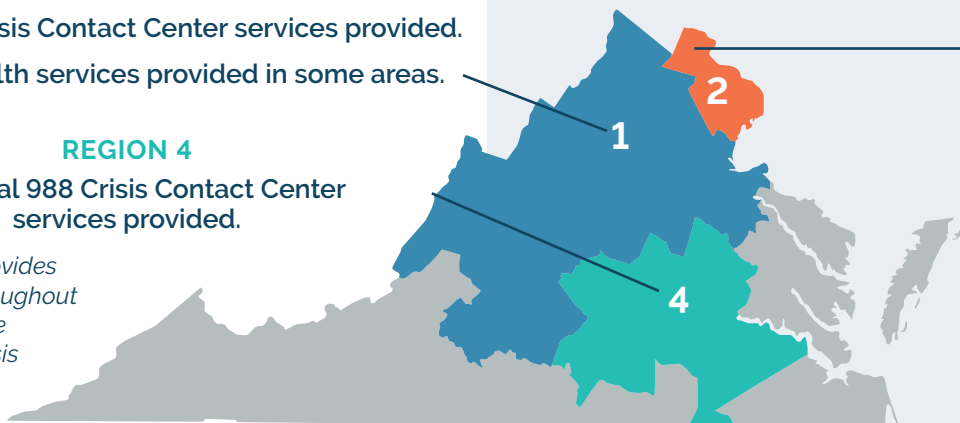 sis Contact Center services provided.
lth services provided in some areas.
REGION 4
al 988 Crisis Contact Center
services provided.
vides
ughout
e
sis
1
2
4